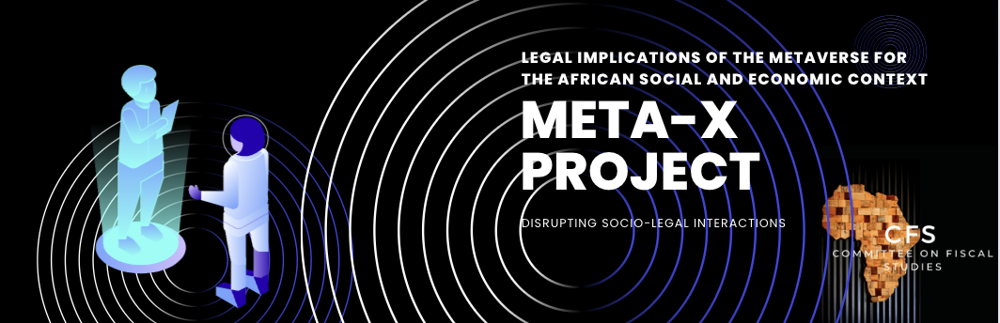 LEGAL IMPLICATIONS OF THE METAVERSE FOR
THE AFRICAN SOCIAL AND ECONOMIC CONTEXT
META-X
PROJECT
DISRUPTING SOCIO-LEGAL INTERACTIONS
CFS
COMMITTEE ON FISCAL
STUDIES